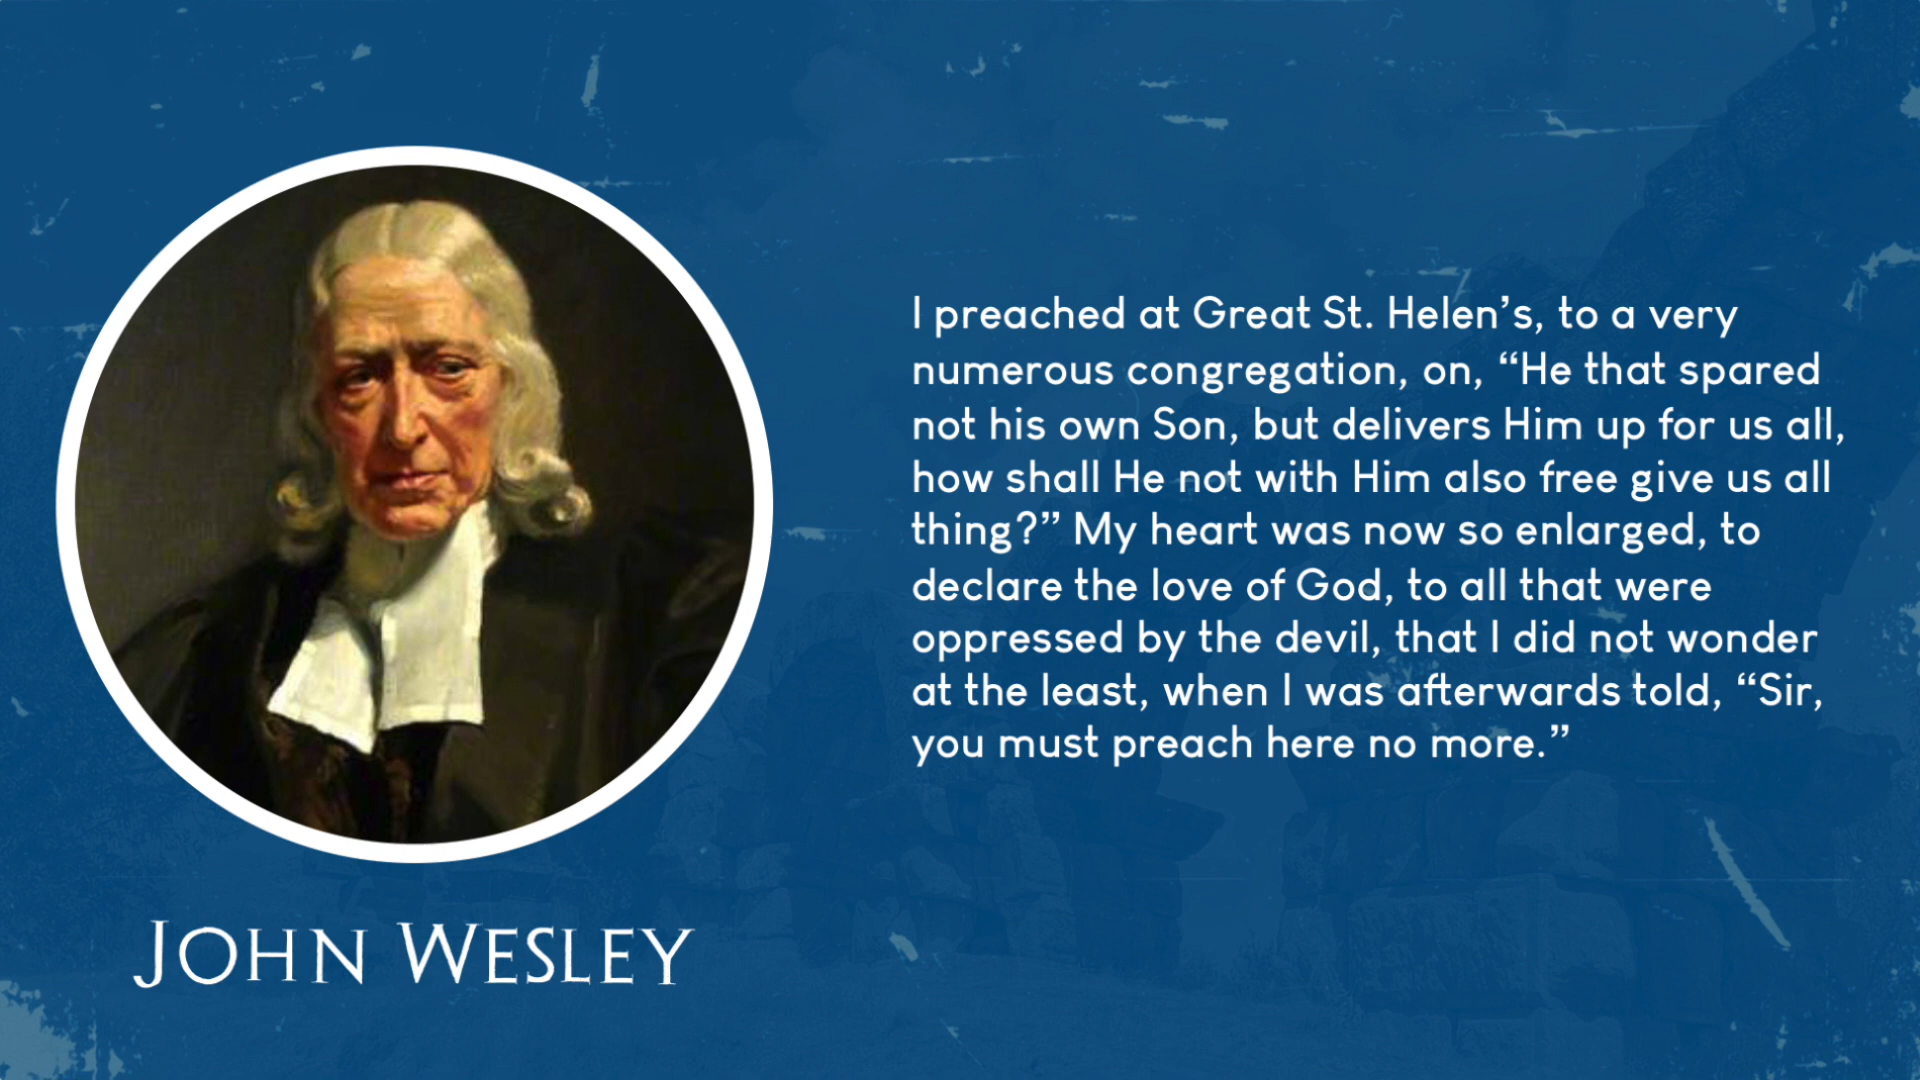 I preached at Great St. Helen’s, to a very
numerous congregation, on, “He that spared
not his own Son, but delivers Him up for us all,
how shall He not with Him also free give us all
thing?” My heart was now so enlarged, to
declare the love of God, to all that were
oppressed by the devil, that I did not wonder
at the least, when I was afterwards told, “Sir,
you must preach here no more.”
John Wesley